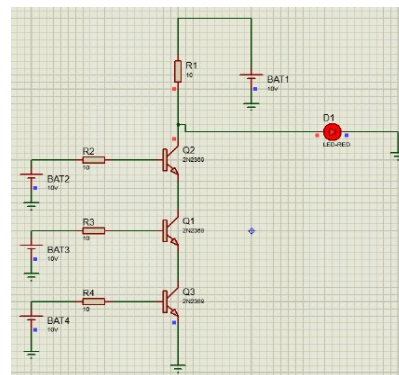 R1
10
BAT1
10V
D1
LED-RED
R2
10
Q2
2N2369
BAT2
10V
R3
10
Q1
2N2369
BAT3
10V
R4
10
Q3
2N2369
BAT4
10V